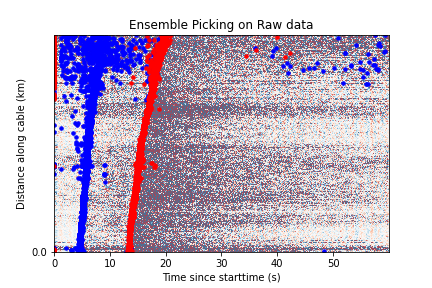 Ensemble Picking on Raw data
Distance along cable (km)
0.0
0 10 20 30 40 50
Time since starttime (s)